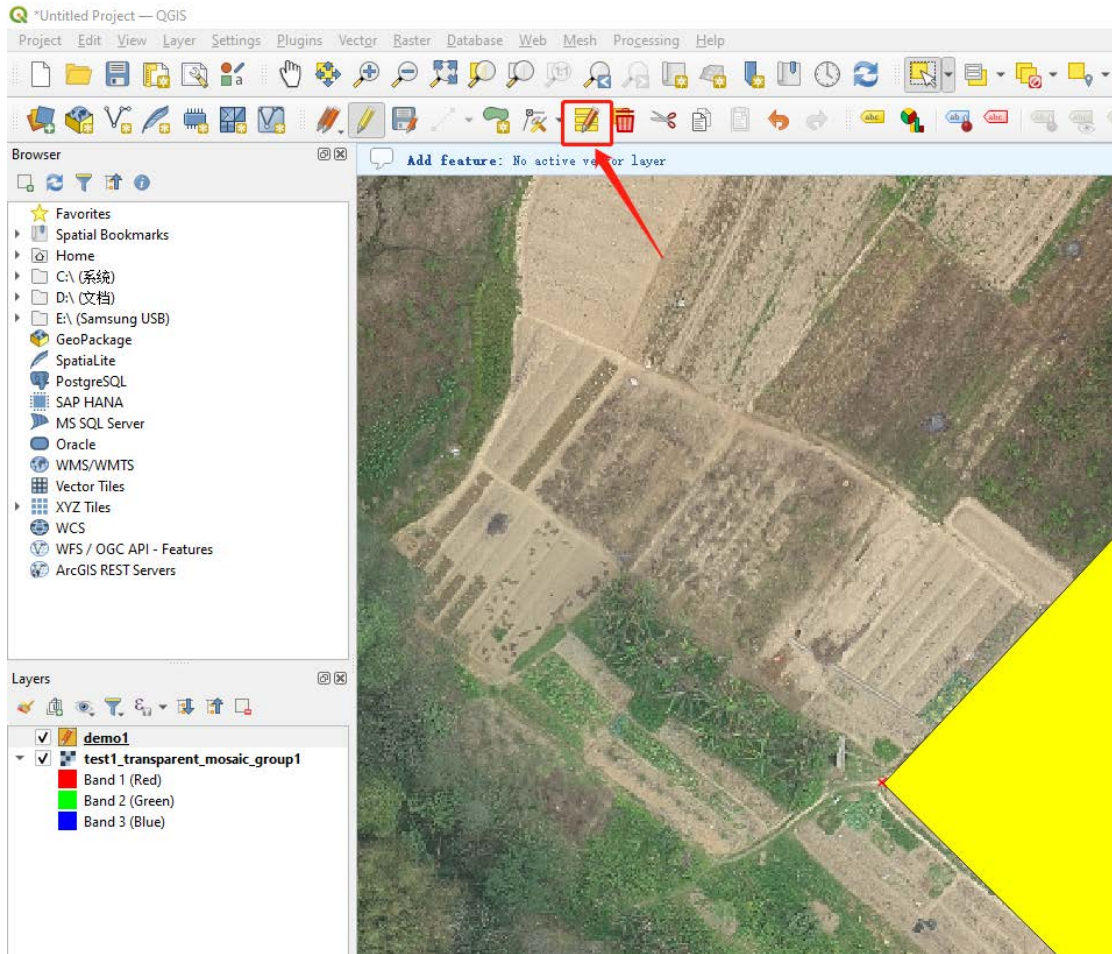 *Untitled Project — QGIS
Project Edit View Layer Settings Plugins Vector Raster Database Web Mesh Processing Help
abc
Browser
Add feature: No active vector layer
Favorites
Spatial Bookmarks
Home
C:\ (系统)
D:\ (文档)
E:\ (Samsung USB)
GeoPackage
SpatiaLite
PostgreSQL
SAP HANA
MS SQL Server
Oracle
WMS/WMTS
Vector Tiles
XYZ Tiles
WCS
WFS / OGC API - Features
ArcGIS REST Servers
Layers
demo1
test1_transparent_mosaic_group1
Band 1 (Red)
Band 2 (Green)
Band 3 (Blue)